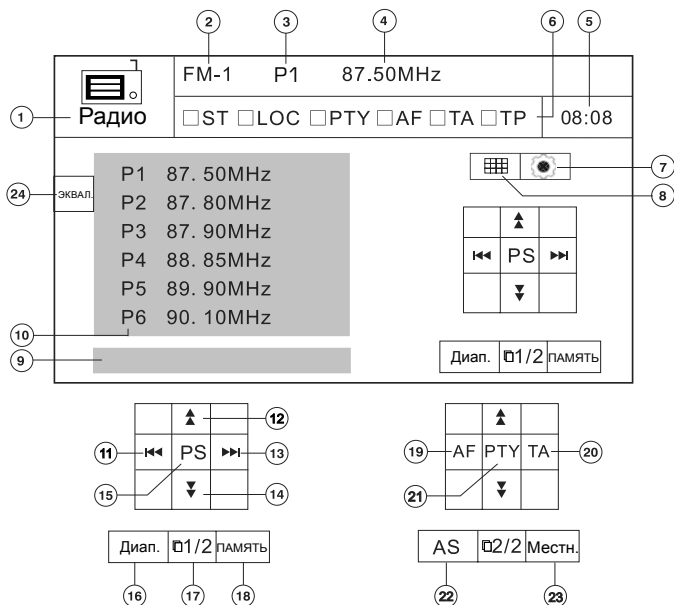 2 3 4 6 5
FM-1 P1 87.50MHz
1 Радио ST LOC PTY AF TA TP 08:08
7
8
24 ЭКВАЛ.
P1 87. 50MHz
P2 87. 80MHz
P3 87. 90MHz
P4 88. 85MHz
P5 89. 90MHz
P6 90. 10MHz
PS
10
9
Диап. 1/2 ПАМЯТЬ
12
11 PS 13
15 14
Диап. 1/2 ПАМЯТЬ
16 17 18
19 AF PTY TA 20
21
AS 2/2 Местн.
22 23